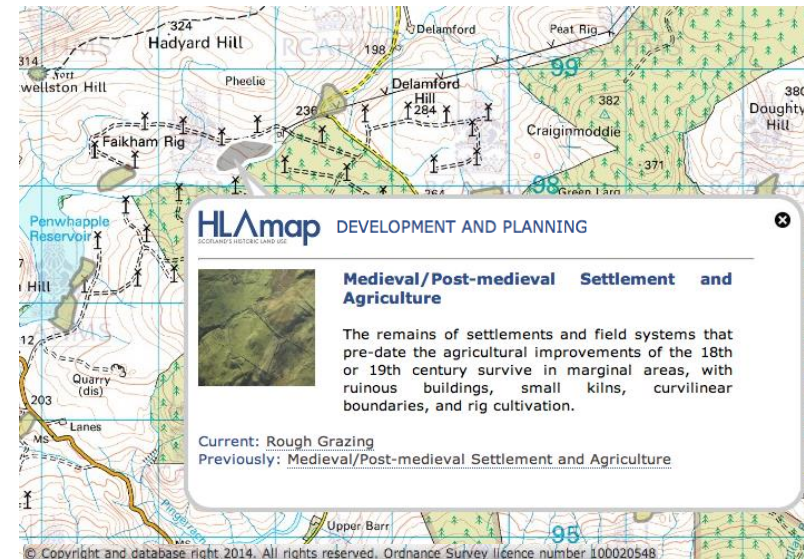 324
Hadyard Hill
Delamford
Peat Rig
198
99
314
Fort
wellston Hill
Pheelie
Delamford
Hill
284
236
382
380
Doughty
Hill
Craiginmoddie
Faikham Rig
371
98
264
Green Larg
Penwhapple
Reservoir
HLAmap DEVELOPMENT AND PLANNING
SCOTLAND'S HISTORIC LAND USE
Medieval/Post-medieval Settlement and
Agriculture
The remains of settlements and field systems that
pre-date the agricultural improvements of the 18th
or 19th century survive in marginal areas, with
ruinous buildings, small kilns, curvilinear
boundaries, and rig cultivation.
Current: Rough Grazing
Previously: Medieval/Post-medieval Settlement and Agriculture
Hill
12
Quarry
(dis)
203
Lanes
MS
Upper Barr
95
© Copyright and database right 2014. All rights reserved. Ordnance Survey licence number 100020548